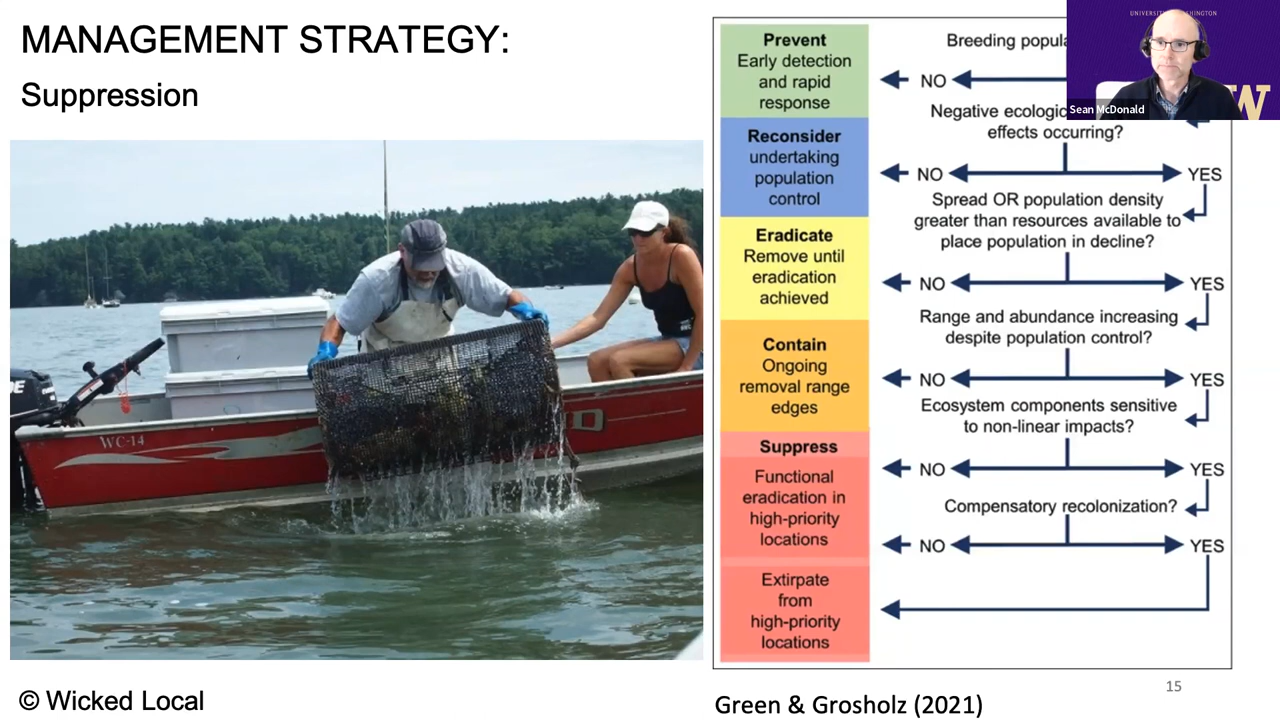 MANAGEMENT STRATEGY:
Suppression
WC-14
© Wicked Local
Prevent
Early detection
and rapid
response
Reconsider
undertaking
population
control
Eradicate
Remove until
eradication
achieved
Contain
Ongoing
removal range
edges
Suppress
Functional
eradication in
high-priority
locations
Extirpate
from
high-priority
locations
Breeding
NO
Negative
effects occurring?
NO YES
Spread OR population density
greater than resources available to
place population in decline?
NO YES
Range and abundance increasing
despite population control?
NO YES
Ecosystem components sensitive
to non-linear impacts?
NO YES
Compensatory recolonization?
NO YES
Sean McDonald
W
15
Green & Grosholz (2021)